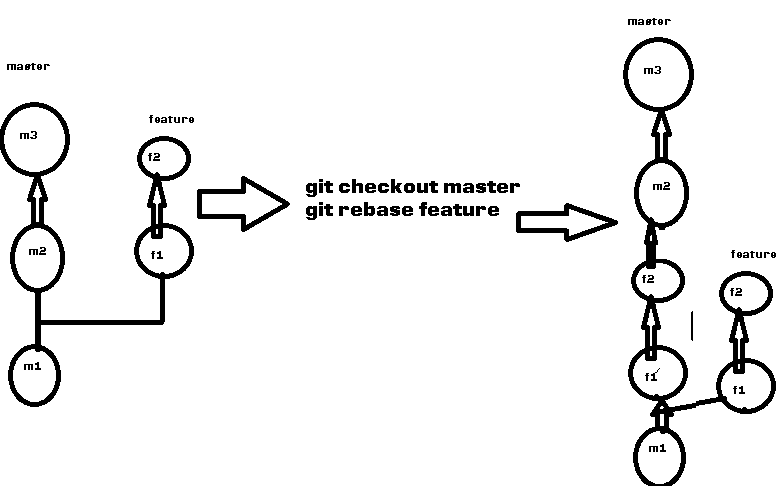 master
m3
feature
f2
m2
f1
m1
git checkout master
git rebase feature
master
m3
m2
feature
f2
f2
f1
f1
m1